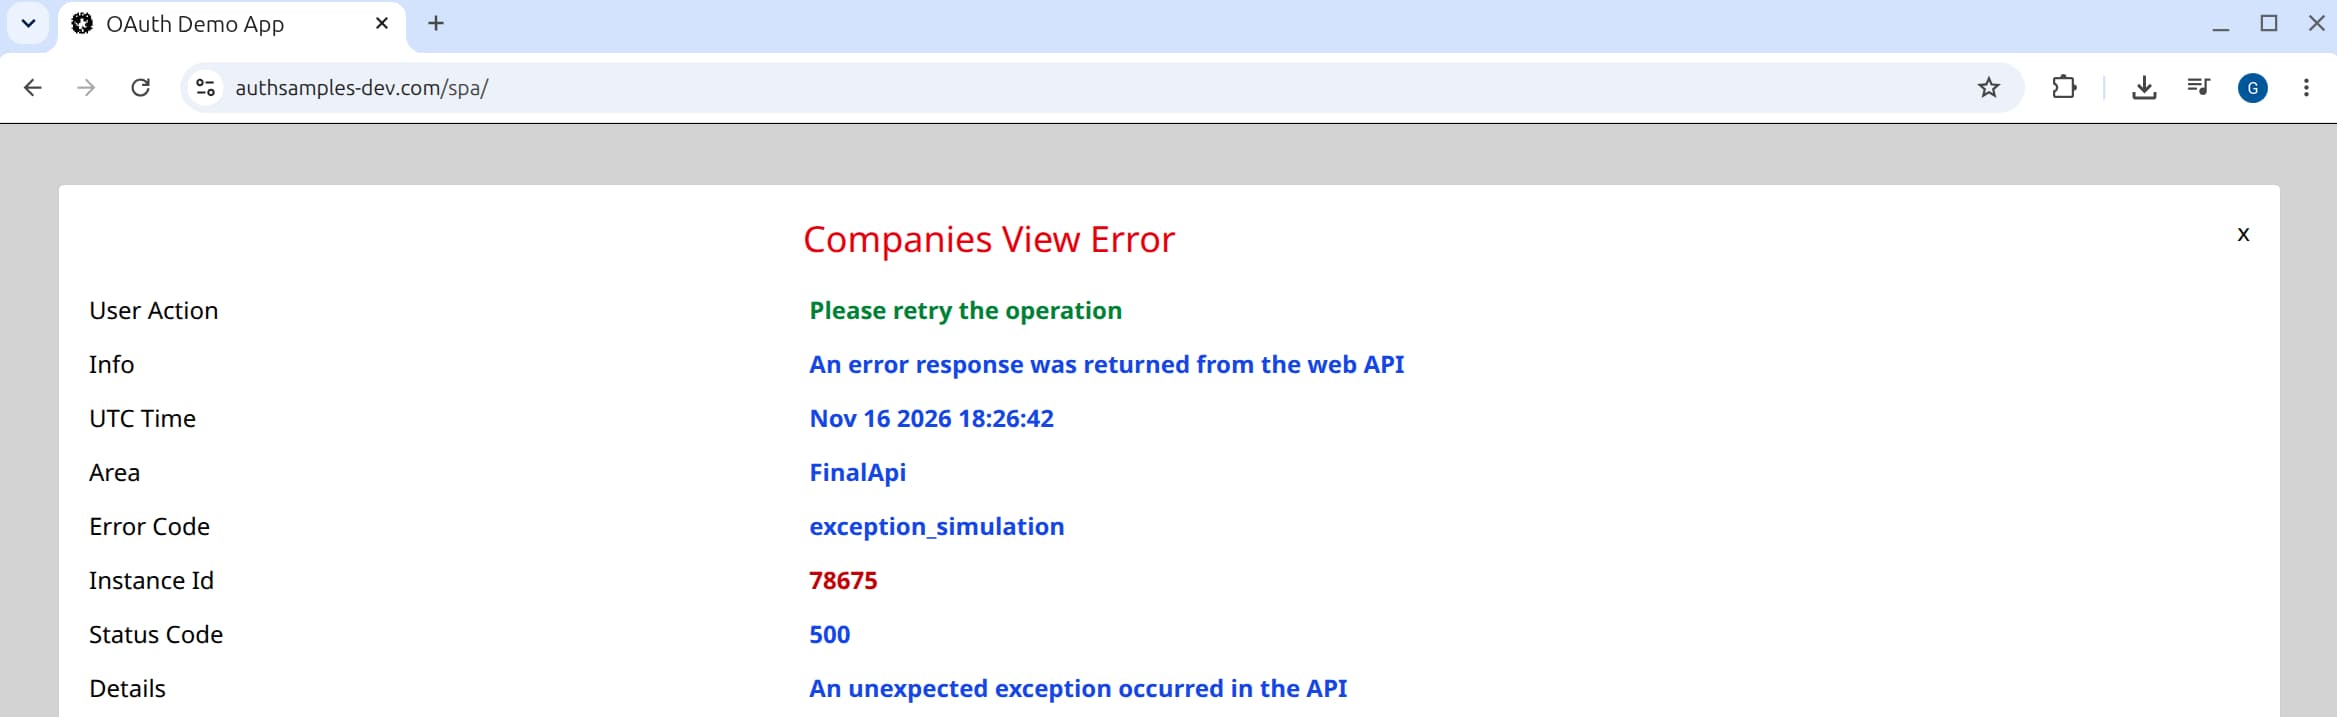 OAuth Demo App
authsamples-dev.com/spa/
G
Companies View Error
x
User Action Please retry the operation
Info An error response was returned from the web API
UTC Time Nov 16 2026 18:26:42
Area FinalApi
Error Code exception_simulation
Instance Id 78675
Status Code 500
Details An unexpected exception occurred in the API